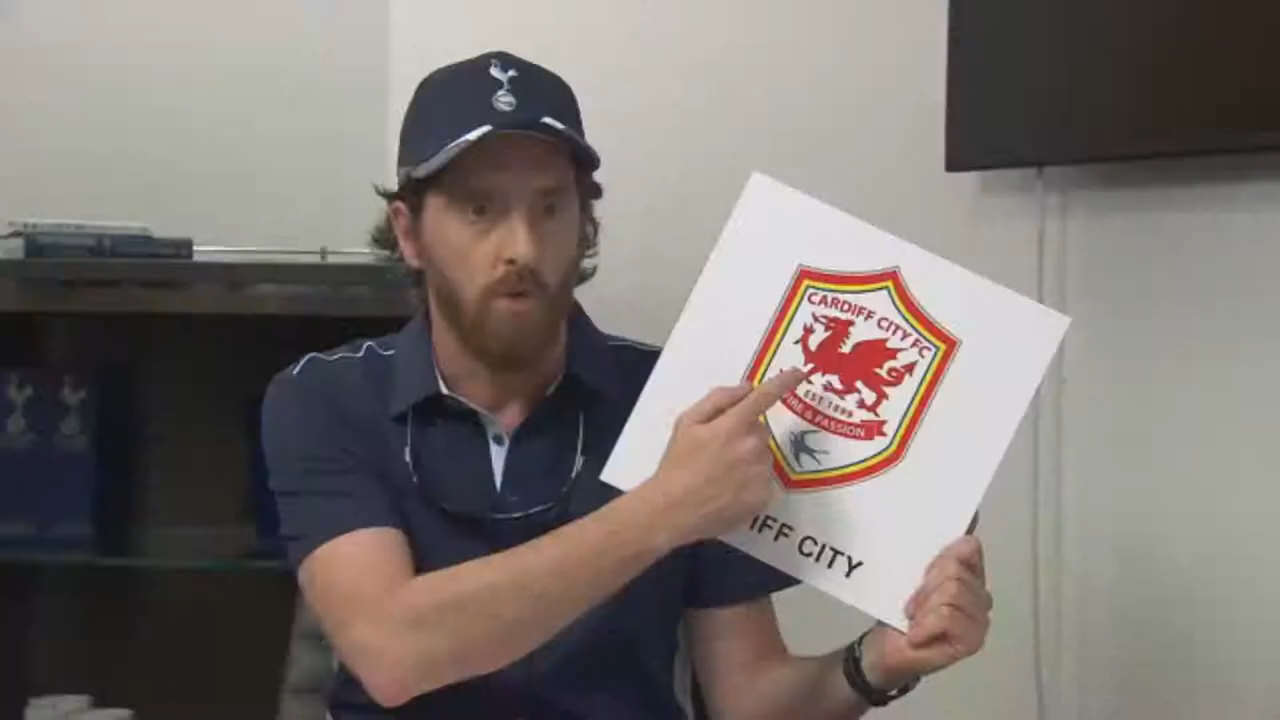 CARDIFF CITY FC
EST 1899
FIRE & PASSION
IFF CITY